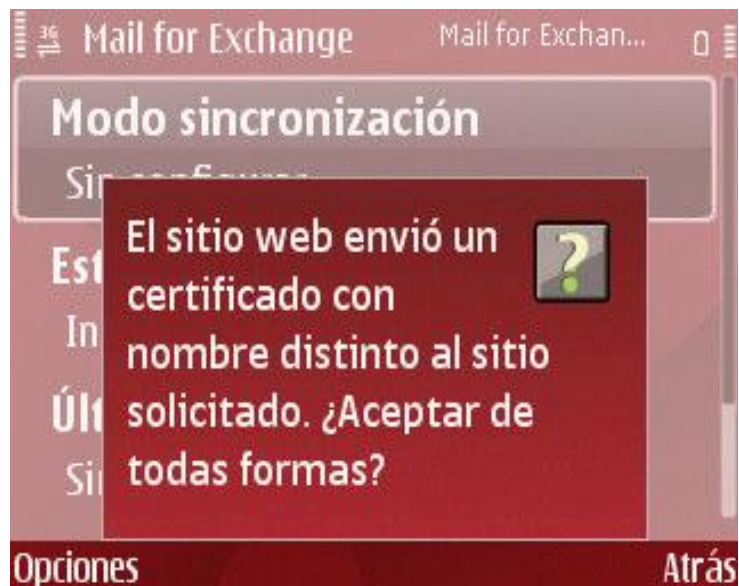 3G Mail for Exchange Mail for Exchan...
Modo sincronización
El sitio web envió un
certificado con
nombre distinto al sitio
solicitado. ¿Aceptar de
todas formas?
Opciones Atrás